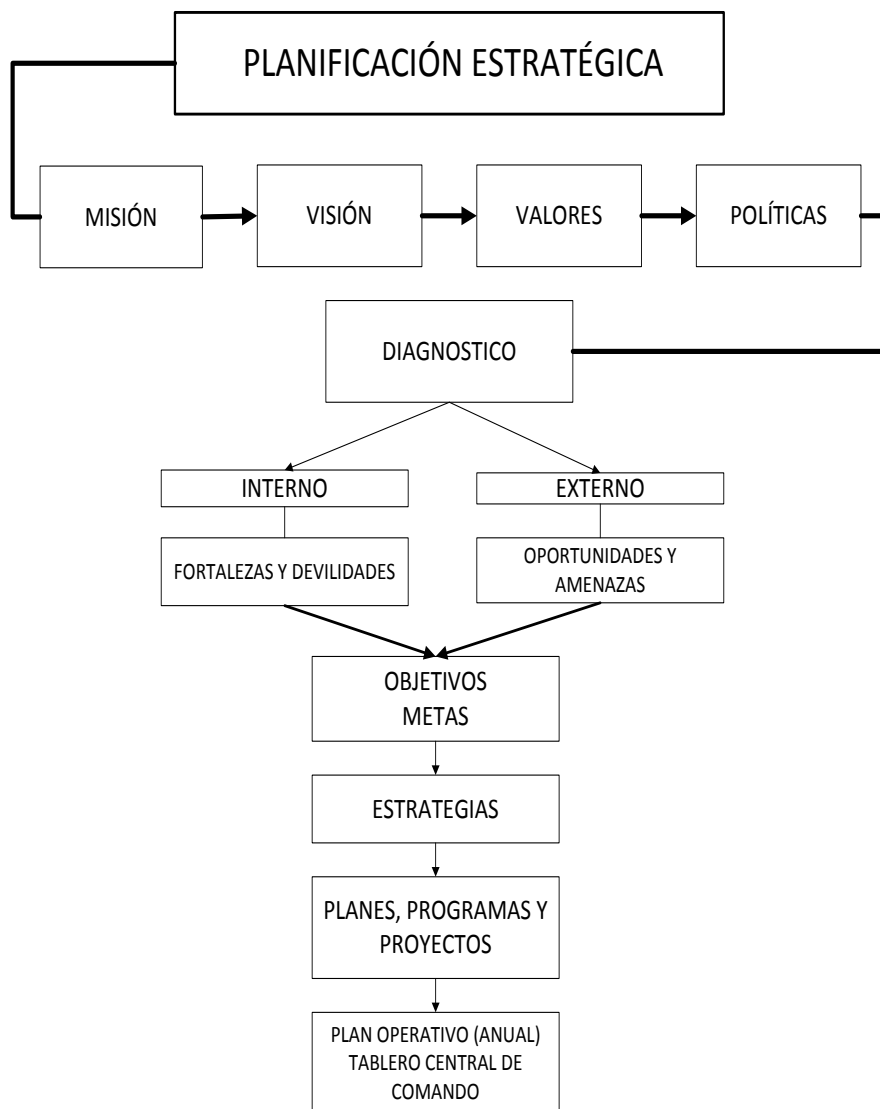 PLANIFICACIÓN ESTRATÉGICA
MISIÓN
VISIÓN
VALORES
POLÍTICAS
DIAGNOSTICO
INTERNO
EXTERNO
FORTALEZAS Y DEVILIDADES
OPORTUNIDADES Y
AMENAZAS
OBJETIVOS
METAS
ESTRATEGIAS
PLANES, PROGRAMAS Y
PROYECTOS
PLAN OPERATIVO (ANUAL)
TABLERO CENTRAL DE
COMANDO